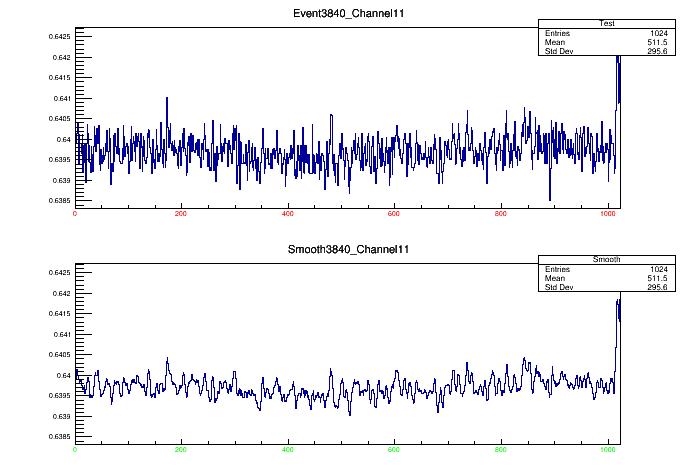 Event3840_Channel11
Test
Entries 1024
Mean 511.5
Std Dev 295.6
0.6425
0.642
0.6415
0.641
0.6405
0.64
0.6395
0.639
0.6385
0 200 400 600 800 1000
Smooth3840_Channel11
Smooth
Entries 1024
Mean 511.5
Std Dev 295.6
0.6425
0.642
0.6415
0.641
0.6405
0.64
0.6395
0.639
0.6385
0 200 400 600 800 1000